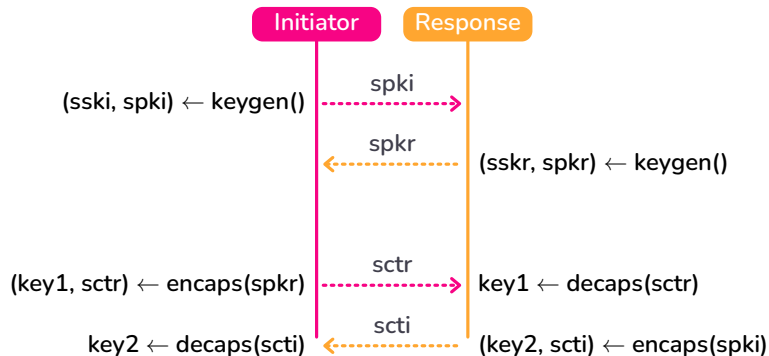 Initiator
Response
spki
(sski, spki) ← keygen()
spkr
(sskr, spkr) ← keygen()
sctr
(key1, sctr) ← encaps(spkr)
key1 ← decaps(sctr)
scti
key2 ← decaps(scti)
(key2, scti) ← encaps(spki)